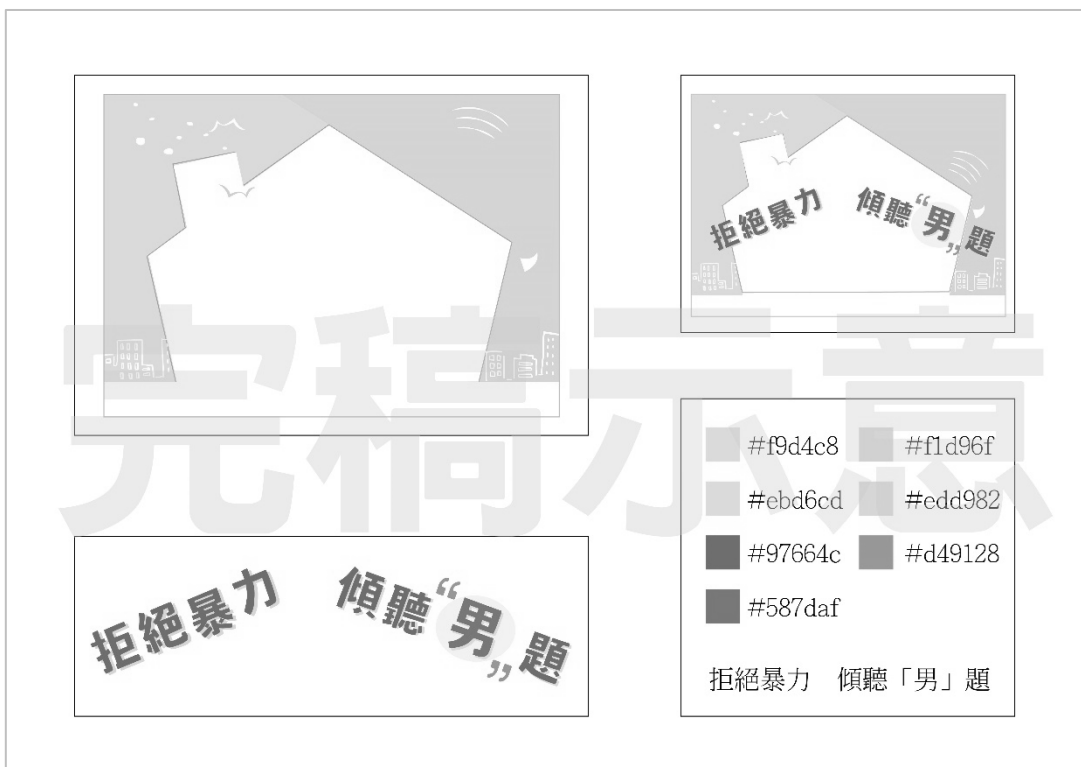 拒絕暴力　傾聽“男”題
完稿示意
#f9d4c8　#f1d96f
#ebd6cd　#edd982
#97664c　#d49128
#587daf
拒絕暴力　傾聽“男”題
拒絕暴力　傾聽「男」題